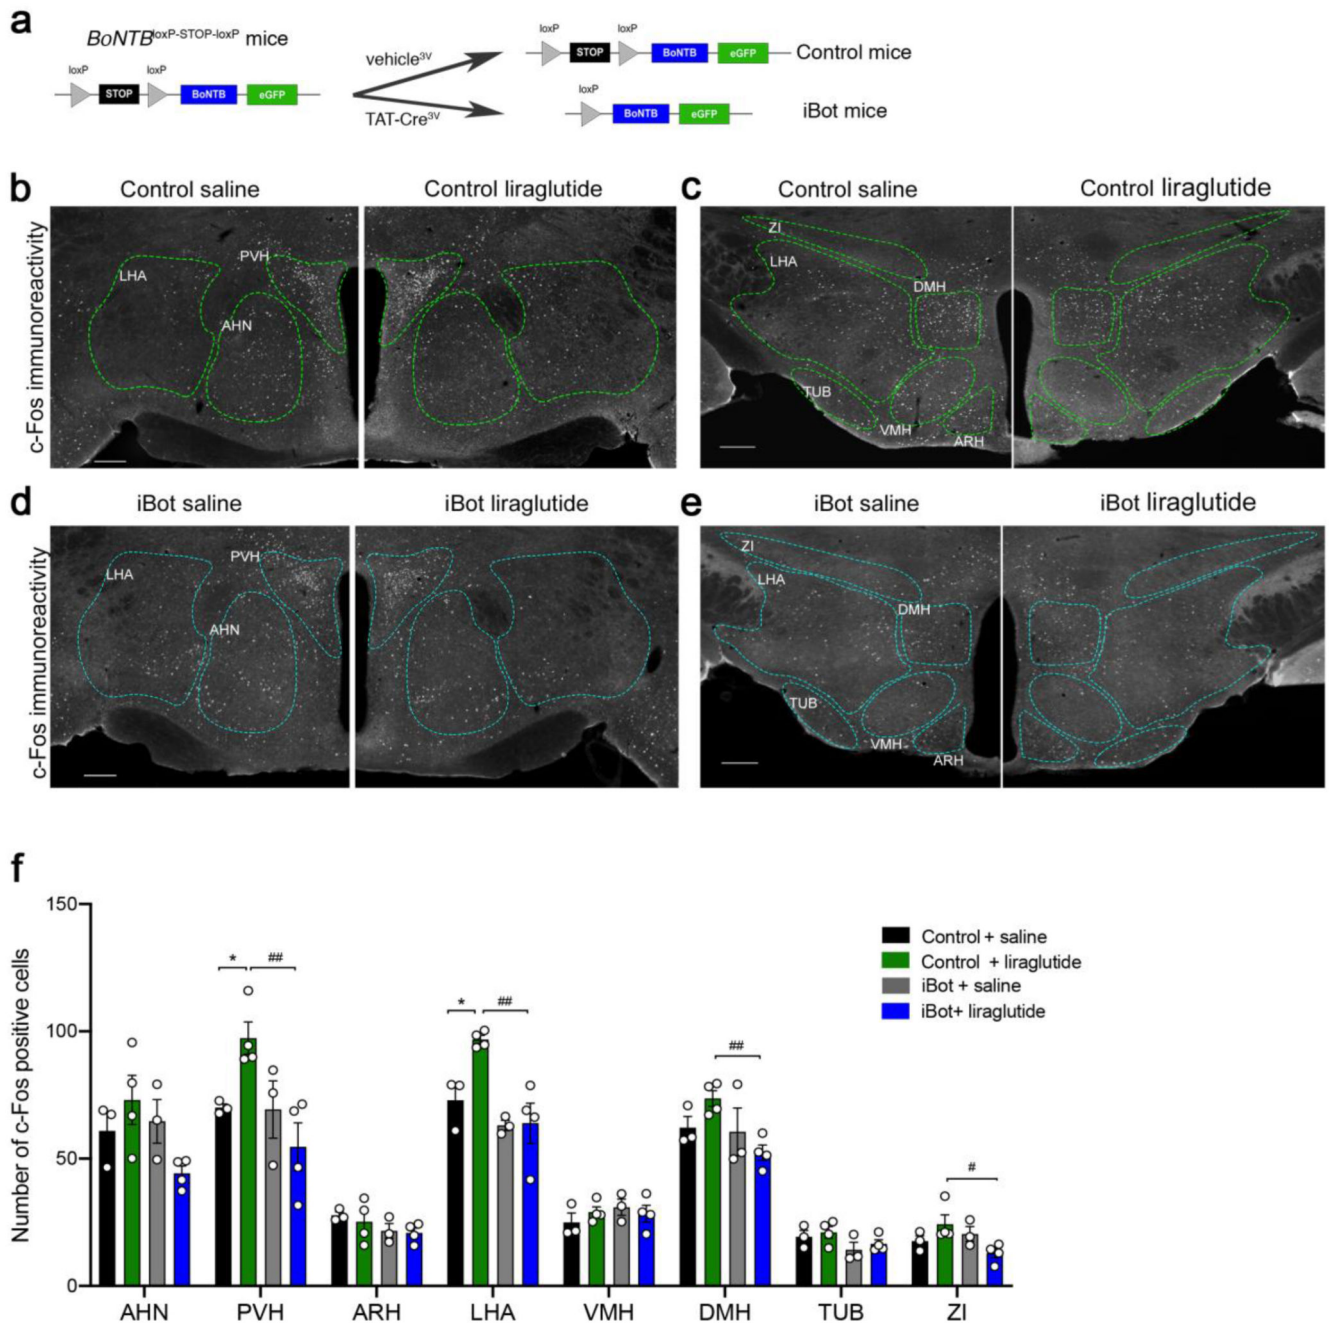 a
BoNTB loxP-STOP-loxP mice
loxP loxP
STOP BoNTB eGFP
vehicle3V
TAT-Cre3V
loxP loxP
STOP BoNTB eGFP
Control mice
loxP
BoNTB eGFP
iBot mice
b
Control saline
Control liraglutide
c-Fos immunoreactivity
LHA
PVH
AHN
c
Control saline
Control liraglutide
ZI
LHA
DMH
TUB
VMH
ARH
d
iBot saline
iBot liraglutide
c-Fos immunoreactivity
LHA
PVH
AHN
e
iBot saline
iBot liraglutide
ZI
LHA
DMH
TUB
VMH
ARH
f
Number of c-Fos positive cells
150
100
50
0
* ##
* ##
##
#
Control + saline
Control + liraglutide
iBot + saline
iBot+ liraglutide
AHN PVH ARH LHA VMH DMH TUB ZI